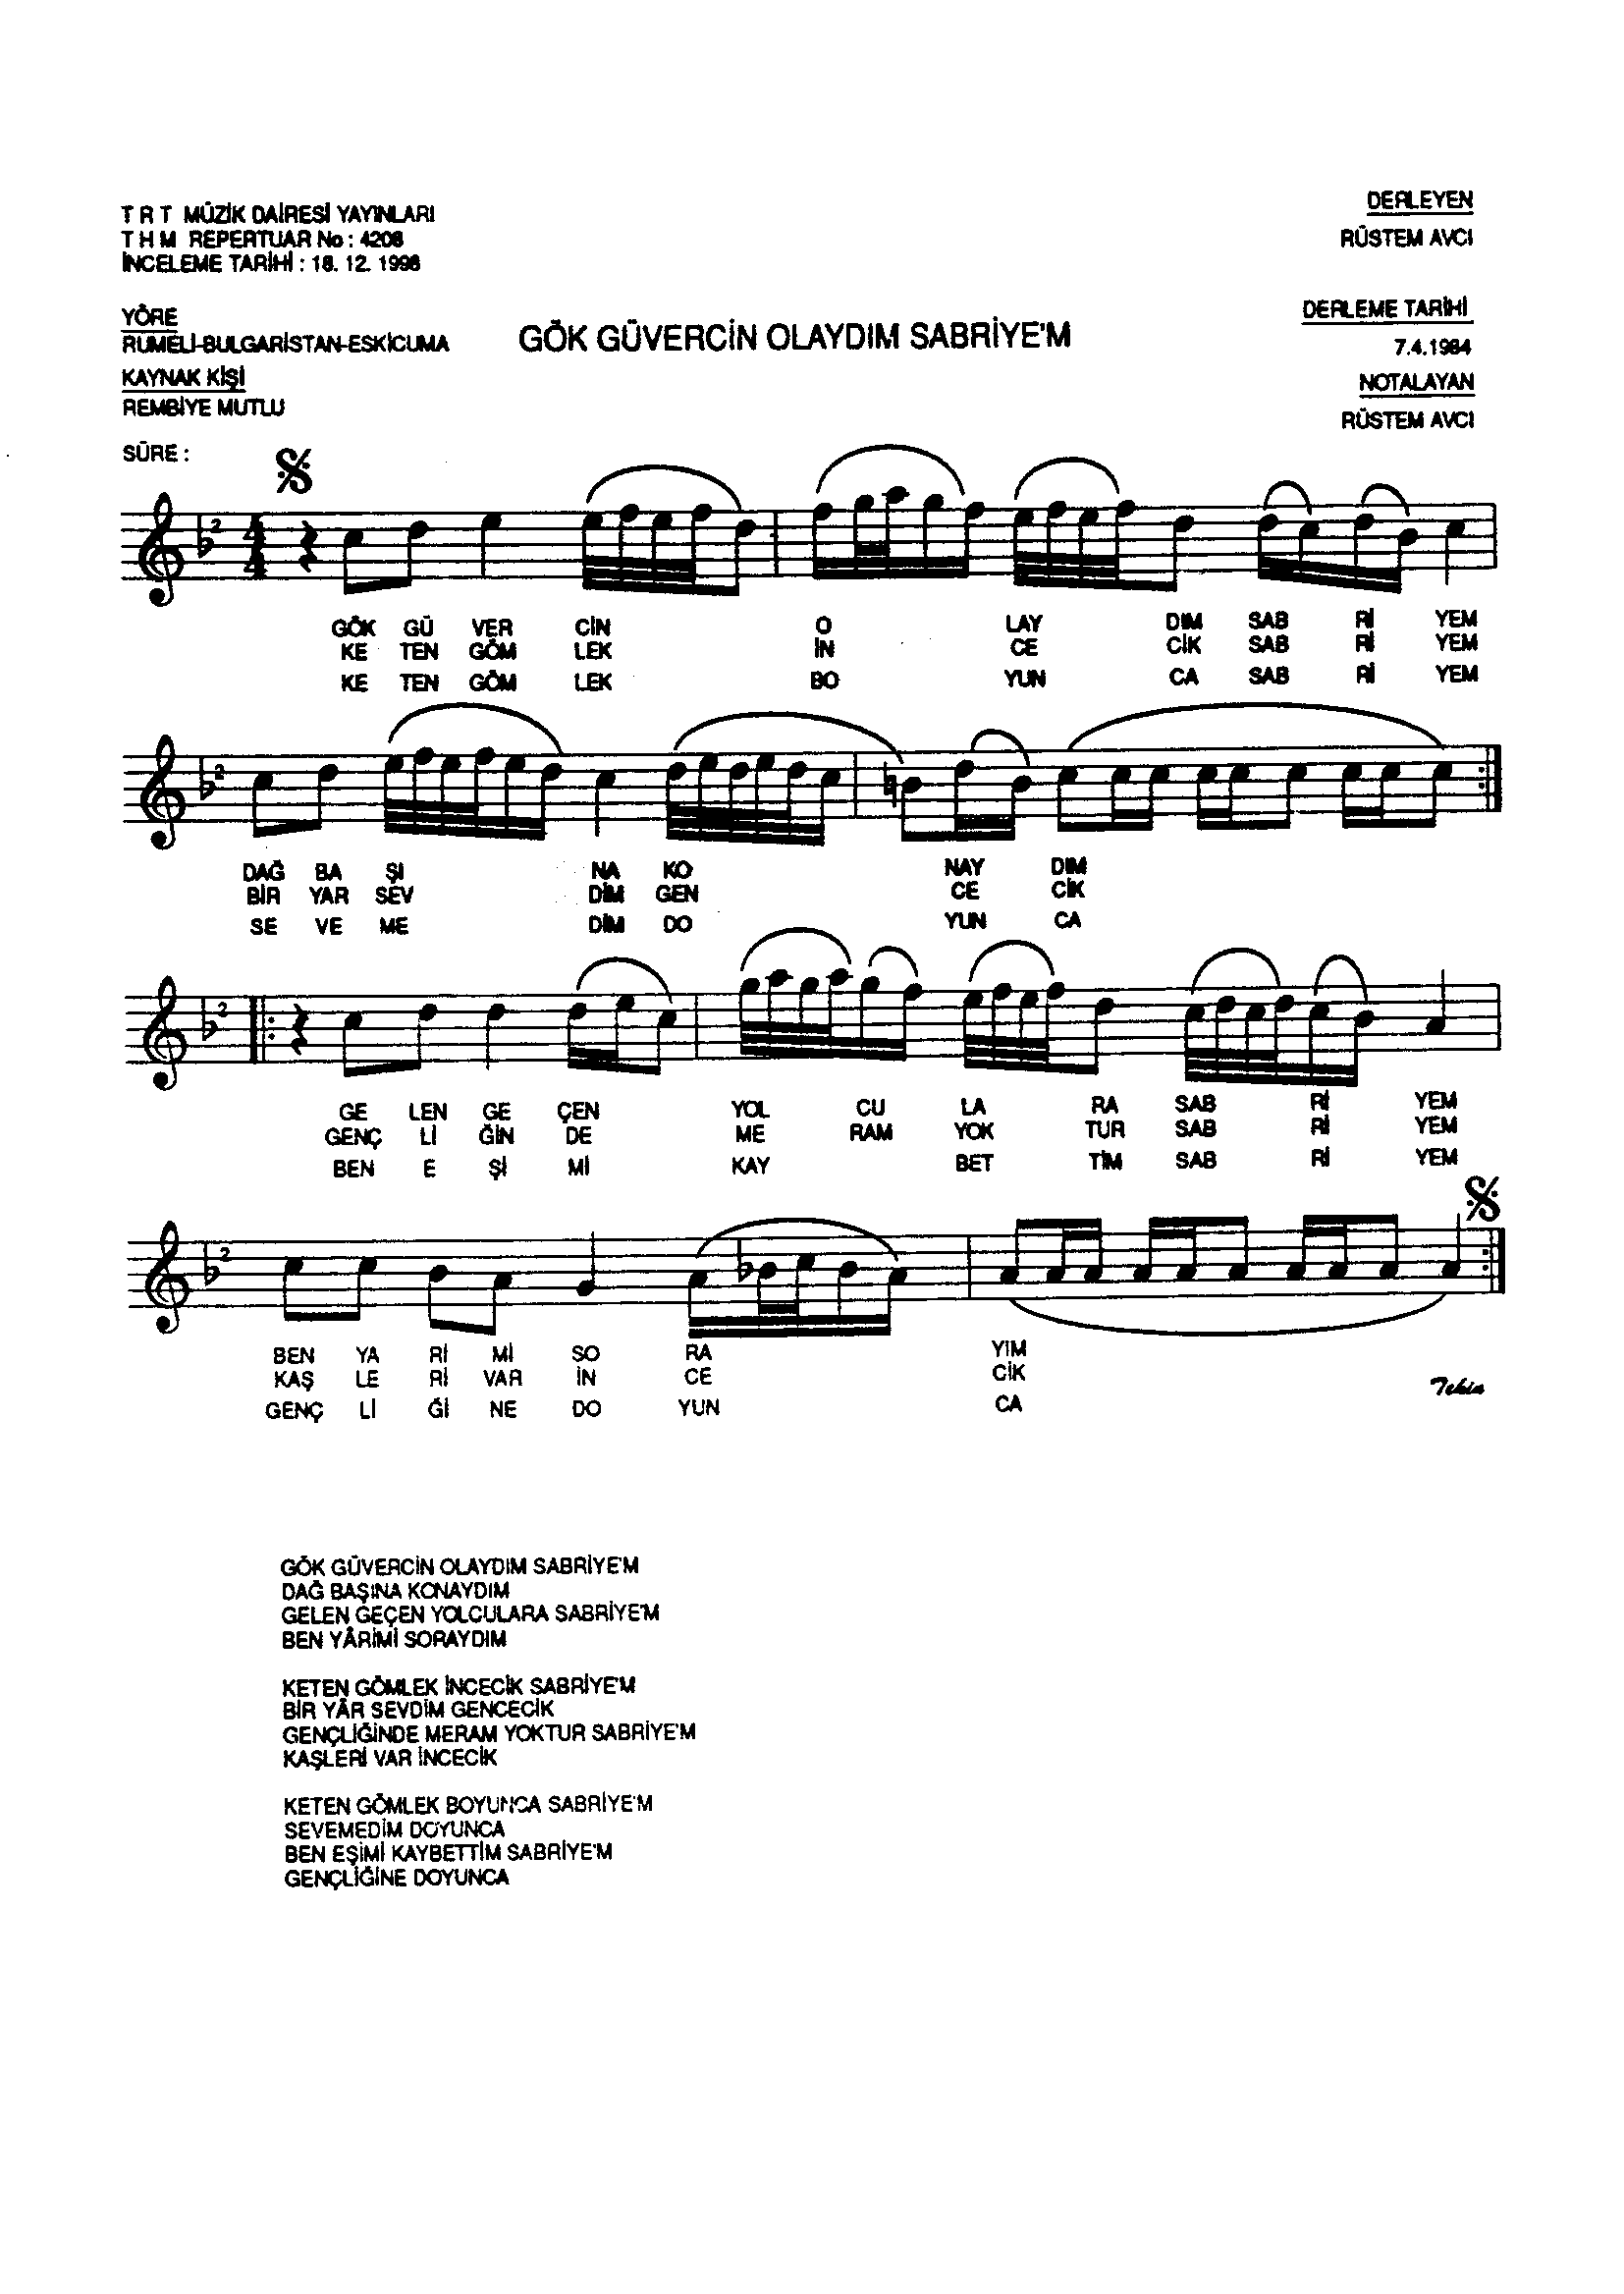 T R T MÜZİK DAİRESİ YAYINLARI
T H M REPERTUAR No : 4208
İNCELEME TARİHİ : 18. 12. 1998
DERLEYEN
RÜSTEM AVCI
YÖRE
RUMELİ-BULGARİSTAN-ESKİCUMA
GÖK GÜVERCİN OLAYDIM SABRİYE'M
DERLEME TARİHİ
7.4.1984
KAYNAK KİŞİ
REMBİYE MUTLU
NOTALAYAN
RÜSTEM AVCI
SÜRE :
2 4 4
GÖK GÜ VER CİN O LAY DIM SAB Rİ YEM
KE TEN GÖM LEK İN CE CİK SAB Rİ YEM
KE TEN GÖM LEK BO YUN CA SAB Rİ YEM
2
DAĞ BA ŞI NA KO NAY DIM
BİR YAR SEV DİM GEN CE CİK
SE VE ME DİM DO YUN CA
2
GE LEN GE ÇEN YOL CU LA RA SAB Rİ YEM
GENÇ Lİ ĞİN DE ME RAM YOK TUR SAB Rİ YEM
BEN E Şİ Mİ KAY BET TİM SAB Rİ YEM
2
BEN YA Rİ Mİ SO RA YIM
KAŞ LE Rİ VAR İN CE CİK
GENÇ Lİ Ğİ NE DO YUN CA
Tekin
GÖK GÜVERCİN OLAYDIM SABRİYE'M
DAĞ BAŞINA KONAYDIM
GELEN GEÇEN YOLCULARA SABRİYE'M
BEN YÂRİMİ SORAYDIM
KETEN GÖMLEK İNCECİK SABRİYE'M
BİR YÂR SEVDİM GENCECİK
GENÇLİĞİNDE MERAM YOKTUR SABRİYE'M
KAŞLERİ VAR İNCECİK
KETEN GÖMLEK BOYUNCA SABRİYE'M
SEVEMEDİM DOYUNCA
BEN EŞİMİ KAYBETTİM SABRİYE'M
GENÇLİĞİNE DOYUNCA